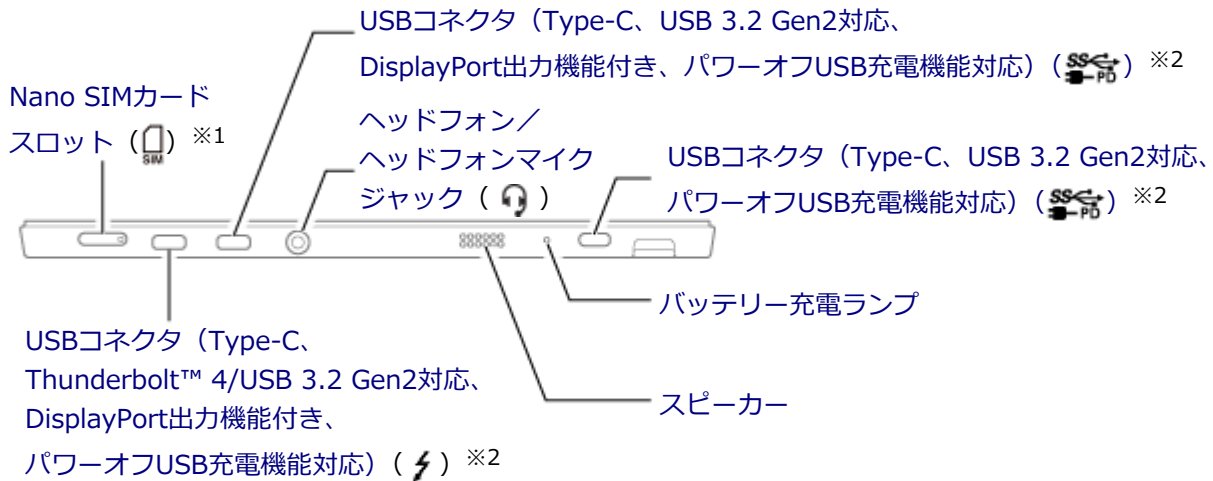 USBコネクタ（Type-C、USB 3.2 Gen2対応、
DisplayPort出力機能付き、パワーオフUSB充電機能対応）（SS PD）※2
Nano SIMカード
スロット（SIM）※1
ヘッドフォン／
ヘッドフォンマイク
ジャック（ ）
USBコネクタ（Type-C、USB 3.2 Gen2対応、
パワーオフUSB充電機能対応）（SS PD）※2
バッテリー充電ランプ
スピーカー
USBコネクタ（Type-C、
Thunderbolt™ 4/USB 3.2 Gen2対応、
DisplayPort出力機能付き、
パワーオフUSB充電機能対応）（ ）※2